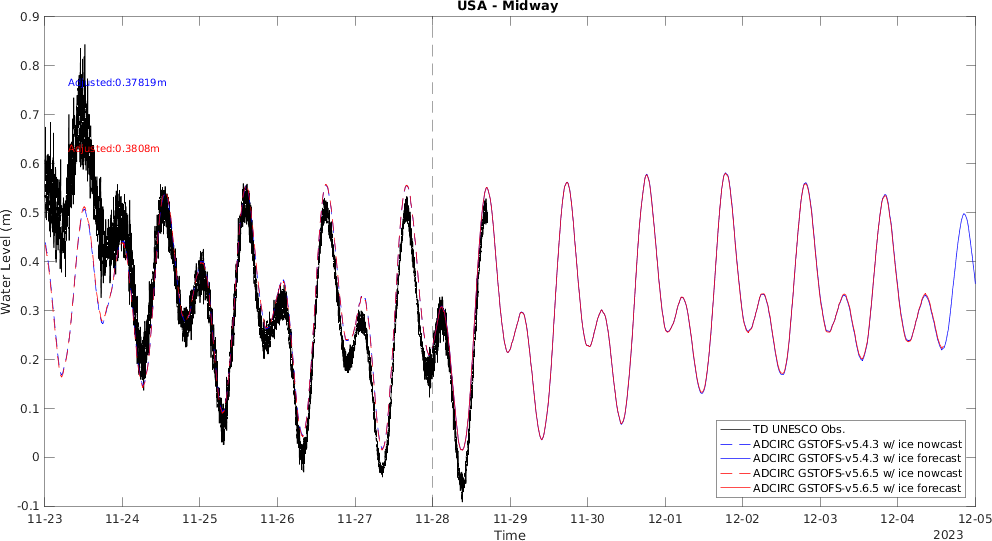 USA - Midway
0.9
0.8
0.7
0.6
0.5
0.4
0.3
0.2
0.1
0
-0.1
Water Level (m)
Adjusted:0.37819m
Adjusted:0.3808m
TD UNESCO Obs.
ADCIRC GSTOFS-v5.4.3 w/ ice nowcast
ADCIRC GSTOFS-v5.4.3 w/ ice forecast
ADCIRC GSTOFS-v5.6.5 w/ ice nowcast
ADCIRC GSTOFS-v5.6.5 w/ ice forecast
11-23 11-24 11-25 11-26 11-27 11-28 11-29 11-30 12-01 12-02 12-03 12-04 12-05
Time
2023